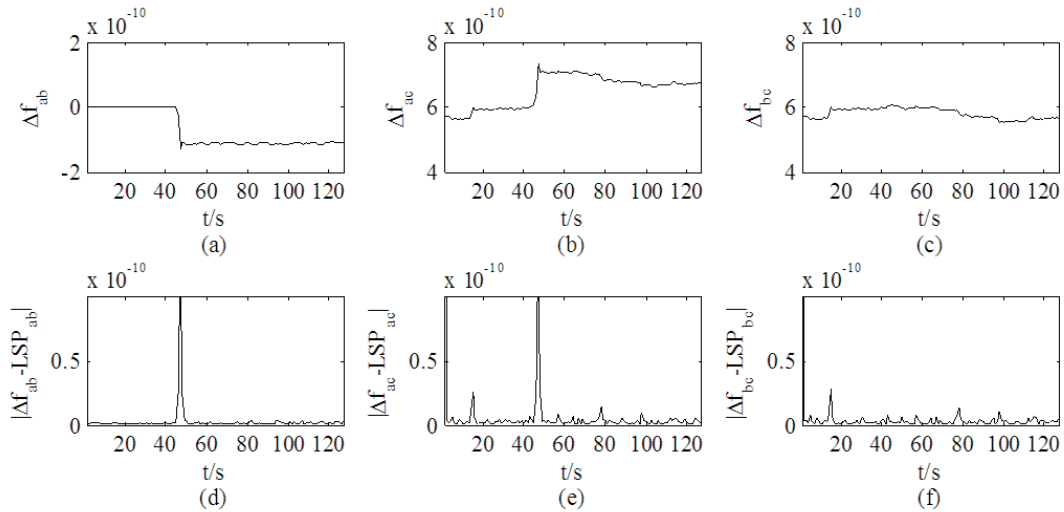 x 10⁻¹⁰
Δf_ab
2
0
-2
20 40 60 80 100 120
t/s
(a)
x 10⁻¹⁰
Δf_ac
8
6
4
20 40 60 80 100 120
t/s
(b)
x 10⁻¹⁰
Δf_bc
8
6
4
20 40 60 80 100 120
t/s
(c)
x 10⁻¹⁰
|Δf_ab-LSP_ab|
0.5
0
20 40 60 80 100 120
t/s
(d)
x 10⁻¹⁰
|Δf_ac-LSP_ac|
0.5
0
20 40 60 80 100 120
t/s
(e)
x 10⁻¹⁰
|Δf_bc-LSP_bc|
0.5
0
20 40 60 80 100 120
t/s
(f)